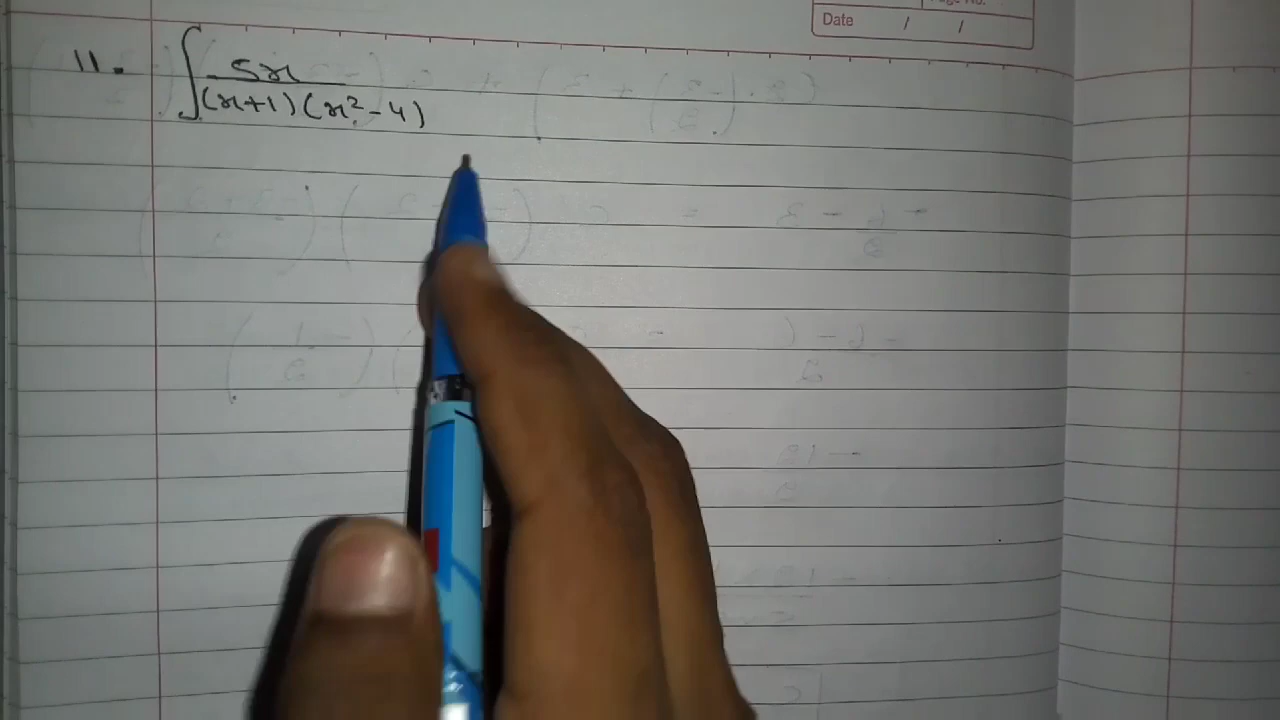 Date / /
11. ∫ 5x
(x+1)(x²-4)